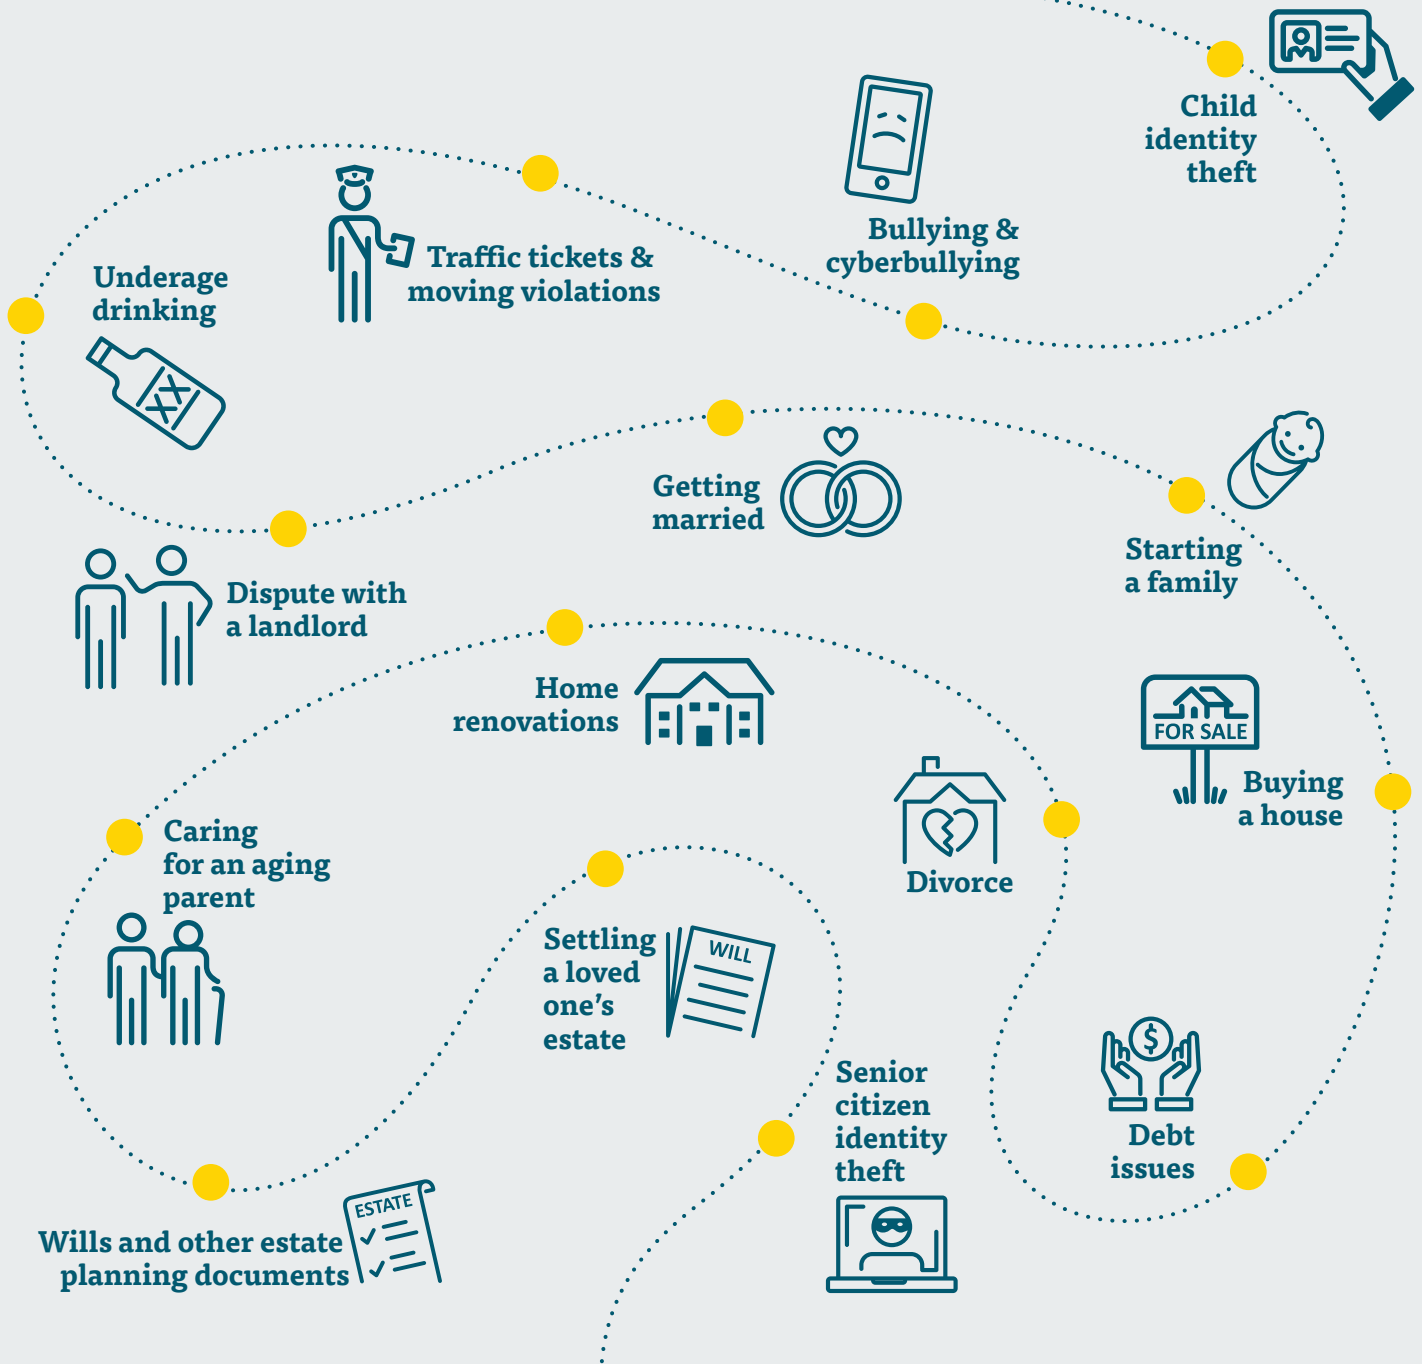 Child
identity
theft
Bullying &
cyberbullying
Traffic tickets &
moving violations
Underage
drinking
Dispute with
a landlord
Getting
married
Starting
a family
FOR SALE
Buying
a house
$
Debt
issues
Divorce
Home
renovations
Caring
for an aging
parent
ESTATE
Wills and other estate
planning documents
WILL
Settling
a loved
one’s
estate
Senior
citizen
identity
theft